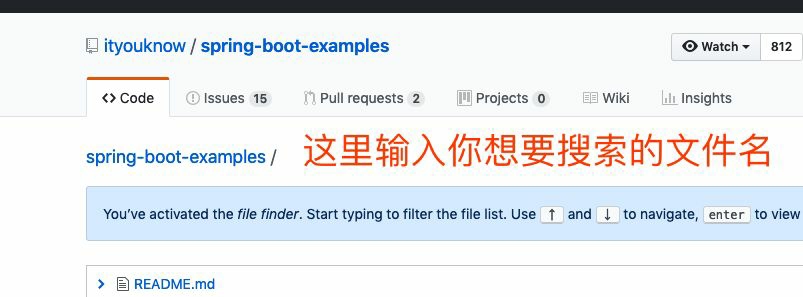 ityouknow / spring-boot-examples Watch 812
Code Issues 15 Pull requests 2 Projects 0 Wiki Insights
spring-boot-examples / 这里输入你想要搜索的文件名
You've activated the file finder. Start typing to filter the file list. Use ↑ and ↓ to navigate, enter to view
README.md